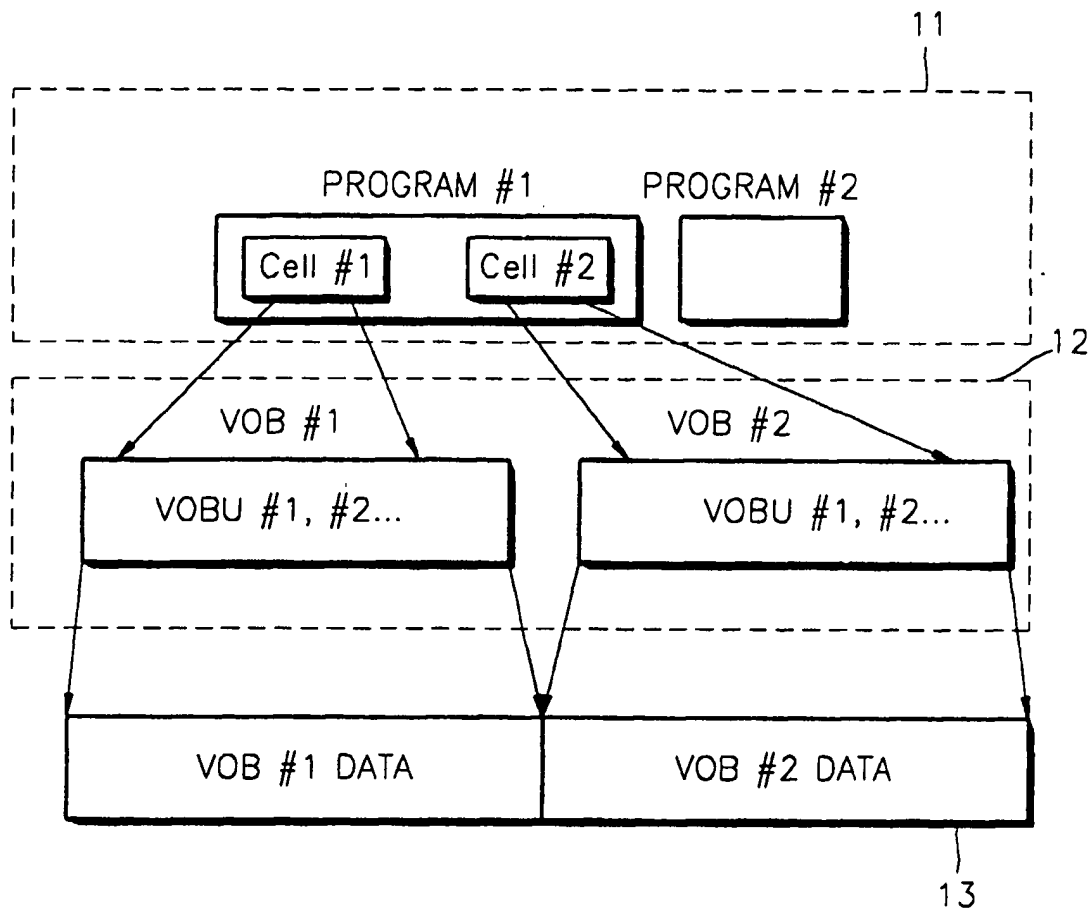 11
PROGRAM #1 PROGRAM #2
Cell #1 Cell #2
12
VOB #1 VOB #2
VOBU #1, #2... VOBU #1, #2...
VOB #1 DATA VOB #2 DATA
13